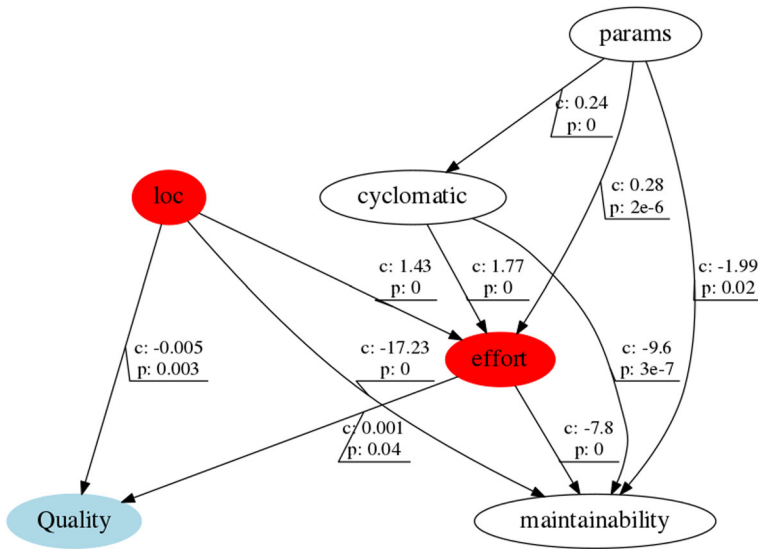 params
c: 0.24
p: 0
loc
cyclomatic
c: 0.28
p: 2e-6
c: 1.43
p: 0
c: 1.77
p: 0
c: -1.99
p: 0.02
c: -0.005
p: 0.003
c: -17.23
p: 0
effort
c: -9.6
p: 3e-7
c: 0.001
p: 0.04
c: -7.8
p: 0
Quality
maintainability